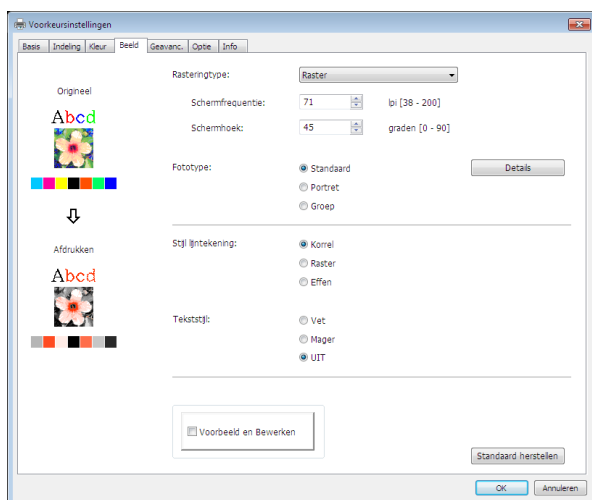 Voorkeursinstellingen
Basis Indeling Kleur Beeld Geavanc. Optie Info
Origineel
Abcd
Afdrukken
Abcd
Rasteringtype: Raster
Schermfrequentie: 71 lpi [38 - 200]
Schermhoek: 45 graden [0 - 90]
Fototype: Standaard Details
Portret
Groep
Stijl lijntekening: Korrel
Raster
Effen
Tekststijl: Vet
Mager
UIT
Voorbeeld en Bewerken
Standaard herstellen
OK Annuleren